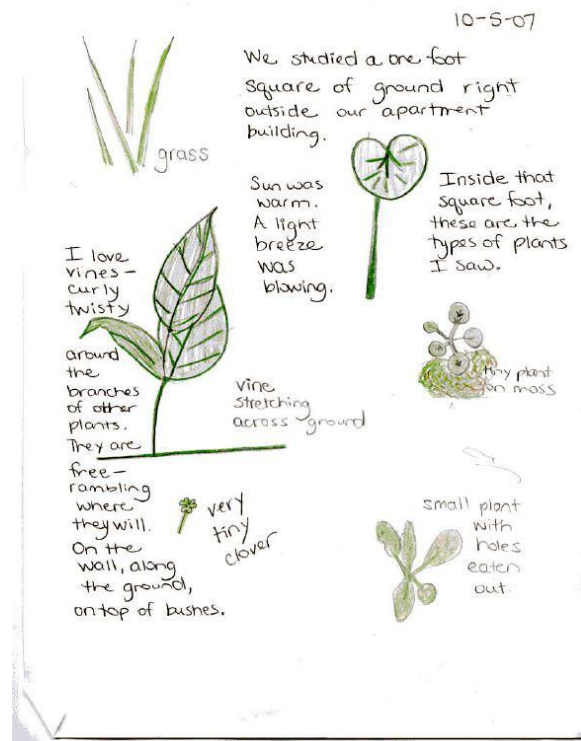 10-5-07
We studied a one foot
square of ground right
outside our apartment
building.
grass
Sun was
warm.
A light
breeze
was
blowing.
Inside that
square foot,
these are the
types of plants
I saw.
I love
vines-
curly
twisty
around
the
branches
of other
plants.
They are
free-
rambling
where
they will.
On the
wall, along
the ground,
on top of bushes.
vine
stretching
across ground
tiny plant
on moss
very
tiny
clover
small plant
with
holes
eaten
out.